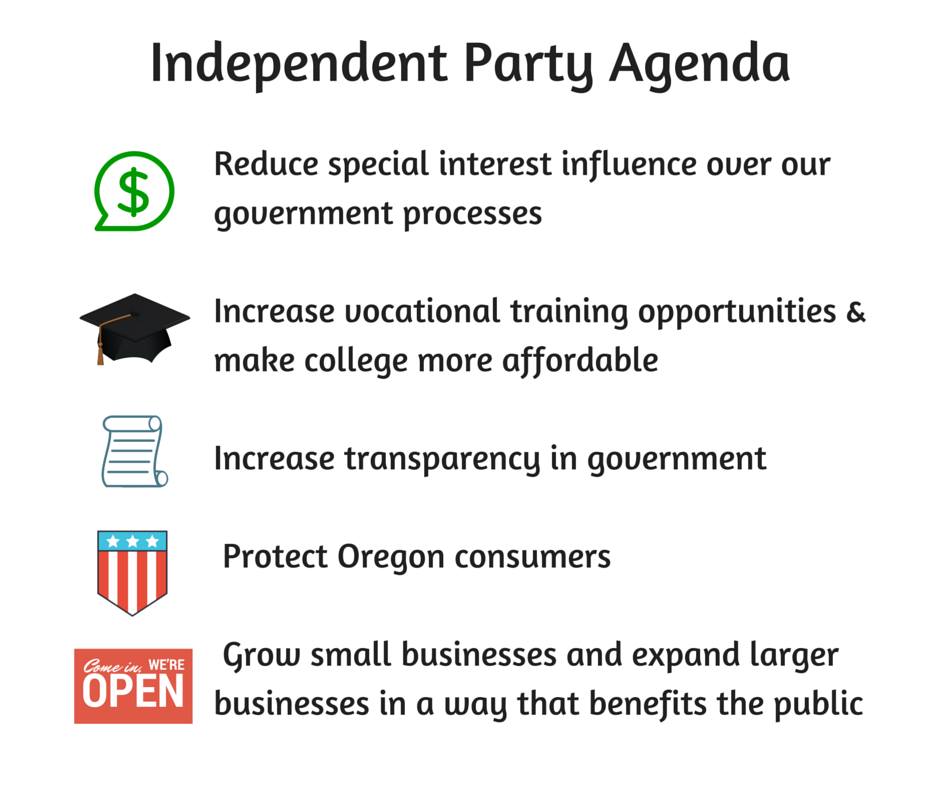 Independent Party Agenda
$
Reduce special interest influence over our
government processes
Increase vocational training opportunities &
make college more affordable
Increase transparency in government
Protect Oregon consumers
Come in, WE'RE
OPEN
Grow small businesses and expand larger
businesses in a way that benefits the public